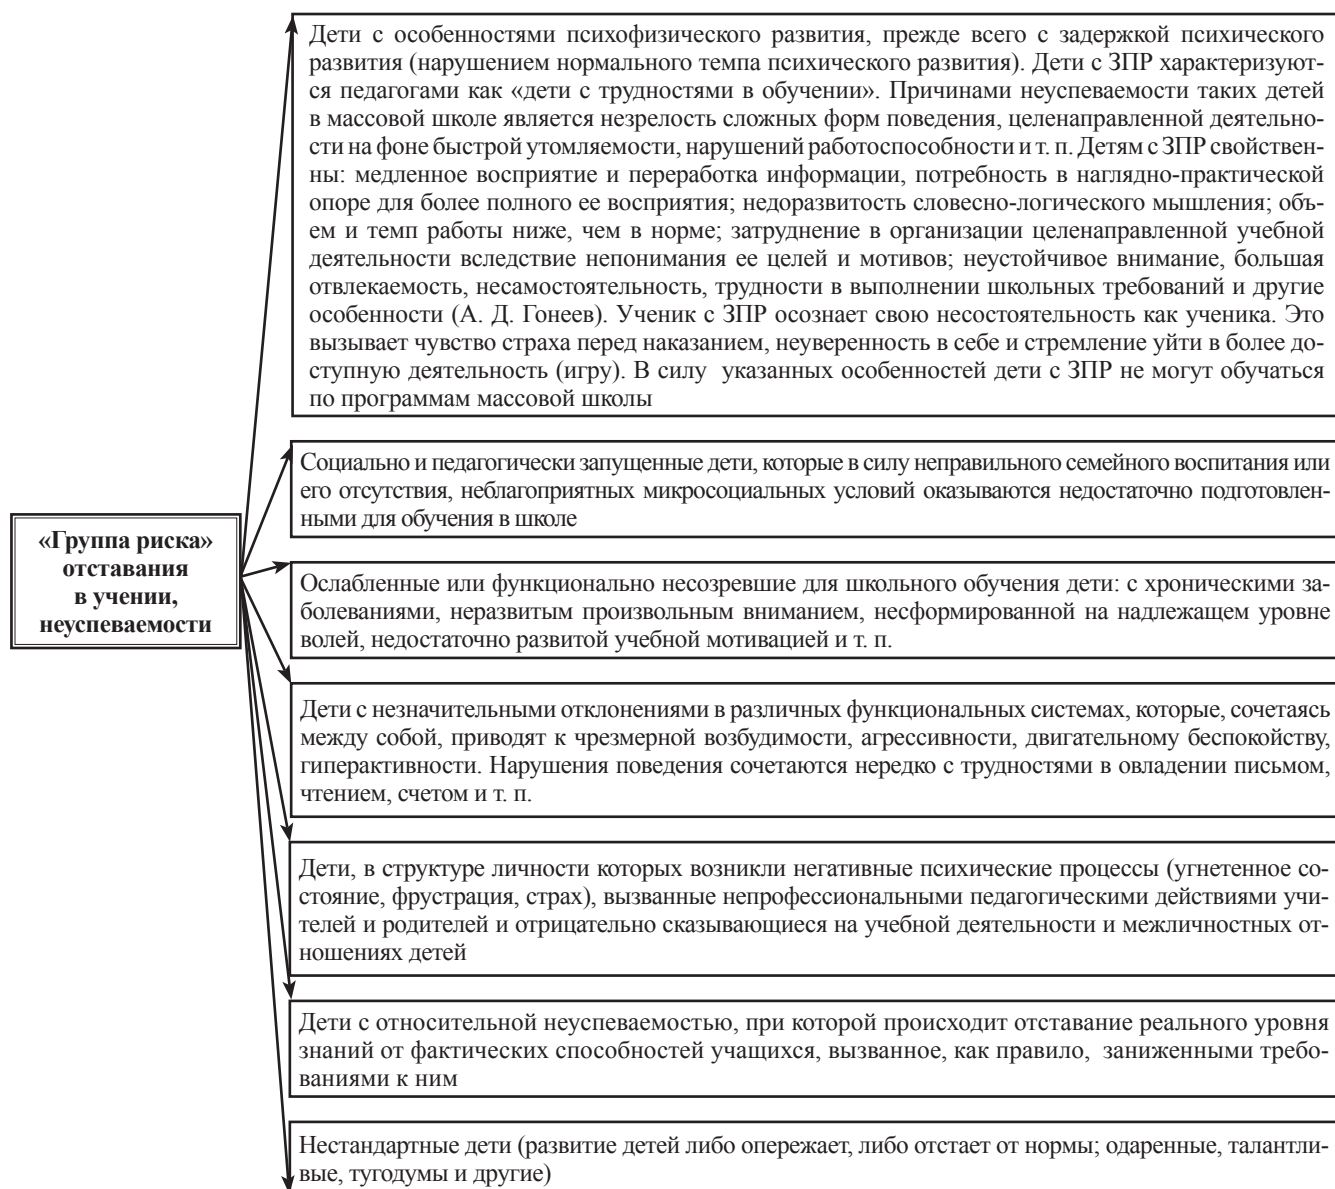 Дети с особенностями психофизического развития, прежде всего с задержкой психического
развития (нарушением нормального темпа психического развития). Дети с ЗПР характеризуют-
ся педагогами как «дети с трудностями в обучении». Причинами неуспеваемости таких детей
в массовой школе является незрелость сложных форм поведения, целенаправленной деятельно-
сти на фоне быстрой утомляемости, нарушений работоспособности и т. п. Детям с ЗПР свойствен-
ны: медленное восприятие и переработка информации, потребность в наглядно-практической
опоре для более полного ее восприятия; недоразвитость словесно-логического мышления; объ-
ем и темп работы ниже, чем в норме; затруднение в организации целенаправленной учебной
деятельности вследствие непонимания ее целей и мотивов; неустойчивое внимание, большая
отвлекаемость, несамостоятельность, трудности в выполнении школьных требований и другие
особенности (А. Д. Гонеев). Ученик с ЗПР осознает свою несостоятельность как ученика. Это
вызывает чувство страха перед наказанием, неуверенность в себе и стремление уйти в более до-
ступную деятельность (игру). В силу указанных особенностей дети с ЗПР не могут обучаться
по программам массовой школы
Социально и педагогически запущенные дети, которые в силу неправильного семейного воспитания или
его отсутствия, неблагоприятных микросоциальных условий оказываются недостаточно подготовлен-
ными для обучения в школе
«Группа риска»
отставания
в учении,
неуспеваемости
Ослабленные или функционально несозревшие для школьного обучения дети: с хроническими за-
болеваниями, неразвитым произвольным вниманием, несформированной на надлежащем уровне
волей, недостаточно развитой учебной мотивацией и т. п.
Дети с незначительными отклонениями в различных функциональных системах, которые, сочетаясь
между собой, приводят к чрезмерной возбудимости, агрессивности, двигательному беспокойству,
гиперактивности. Нарушения поведения сочетаются нередко с трудностями в овладении письмом,
чтением, счетом и т. п.
Дети, в структуре личности которых возникли негативные психические процессы (угнетенное со-
стояние, фрустрация, страх), вызванные непрофессиональными педагогическими действиями учи-
телей и родителей и отрицательно сказывающиеся на учебной деятельности и межличностных от-
ношениях детей
Дети с относительной неуспеваемостью, при которой происходит отставание реального уровня
знаний от фактических способностей учащихся, вызванное, как правило, заниженными требо-
ваниями к ним
Нестандартные дети (развитие детей либо опережает, либо отстает от нормы; одаренные, талантли-
вые, тугодумы и другие)